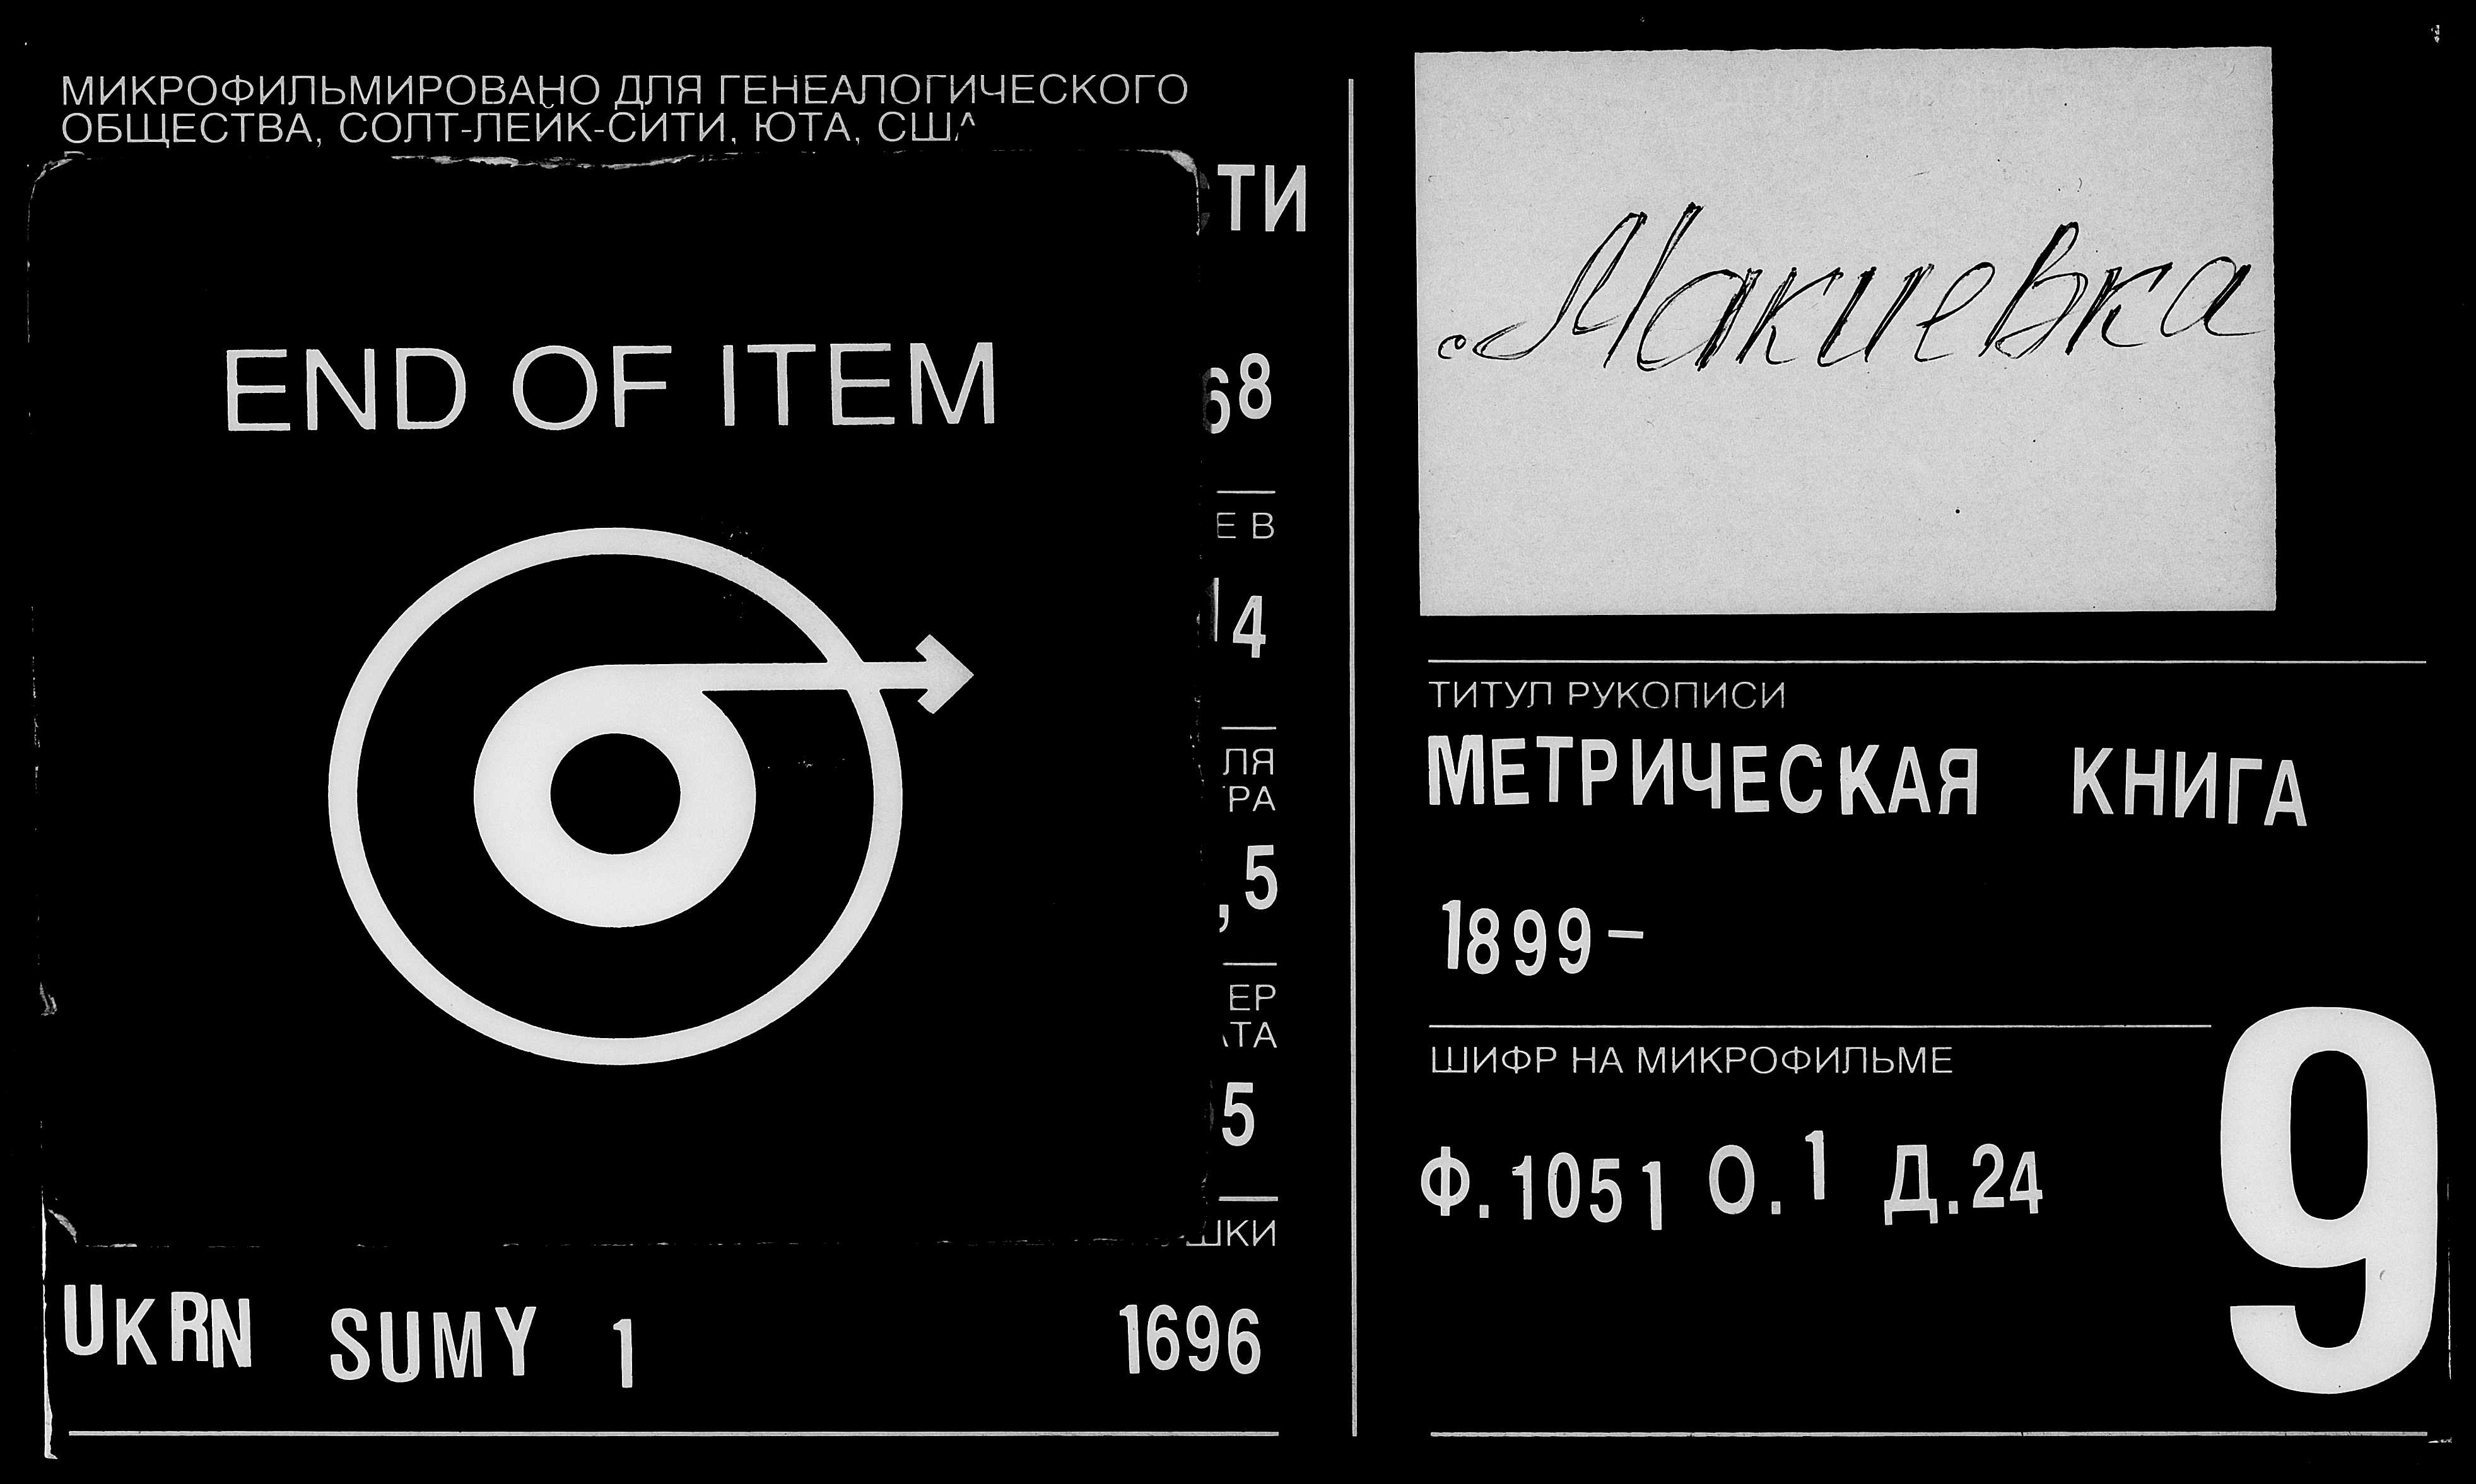 МИКРОФИЛЬМИРОВАНО ДЛЯ ГЕНЕАЛОГИЧЕСКОГО
ОБЩЕСТВА, СОЛТ-ЛЕЙК-СИТИ, ЮТА, США
ТИ
END OF ITEM
68
ЕВ
4
ЛЯ
РА
,5
ЕР
ТА
5
ШКИ
UKRN SUMY 1 1696
Макиевка
ТИТУЛ РУКОПИСИ
МЕТРИЧЕСКАЯ КНИГА
1899-
ШИФР НА МИКРОФИЛЬМЕ
Ф.1051 О.1 Д.24
9